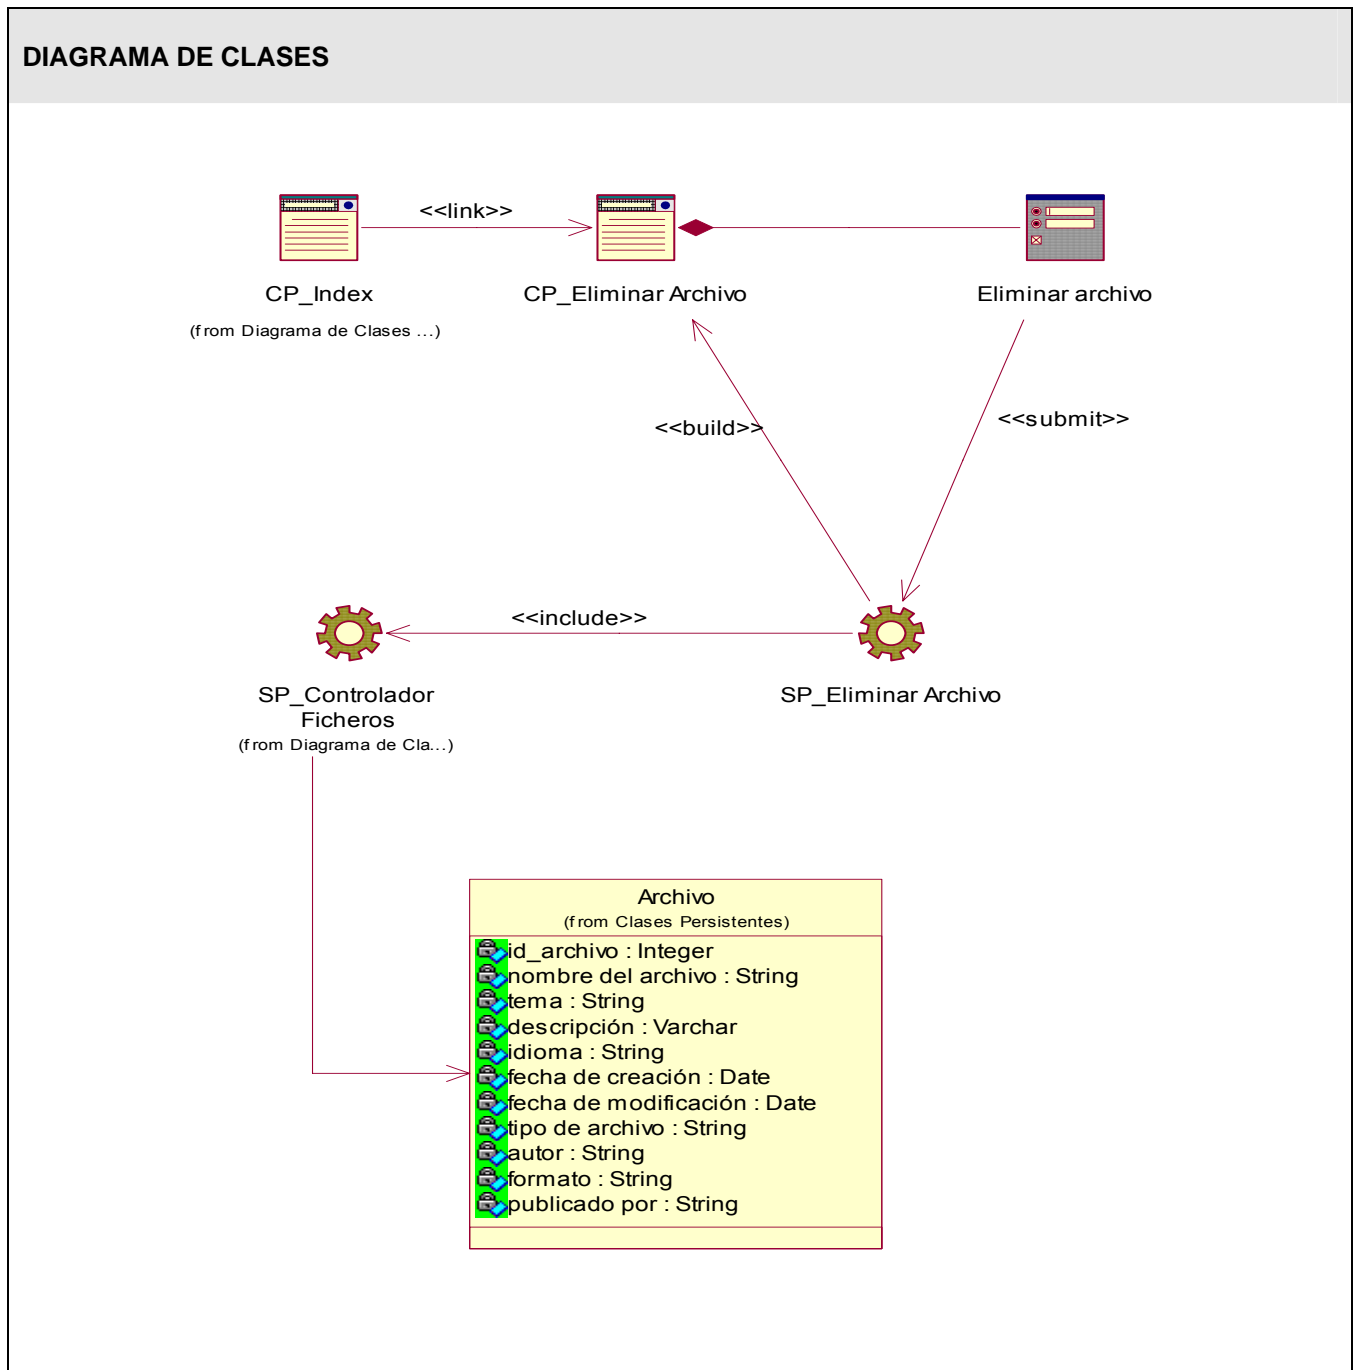 DIAGRAMA DE CLASES
<<link>>
CP_Index
(from Diagrama de Clases ...)
CP_Eliminar Archivo
Eliminar archivo
<<build>>
<<submit>>
<<include>>
SP_Controlador
Ficheros
(from Diagrama de Cla...)
SP_Eliminar Archivo
Archivo
(from Clases Persistentes)
id_archivo : Integer
nombre del archivo : String
tema : String
descripción : Varchar
idioma : String
fecha de creación : Date
fecha de modificación : Date
tipo de archivo : String
autor : String
formato : String
publicado por : String